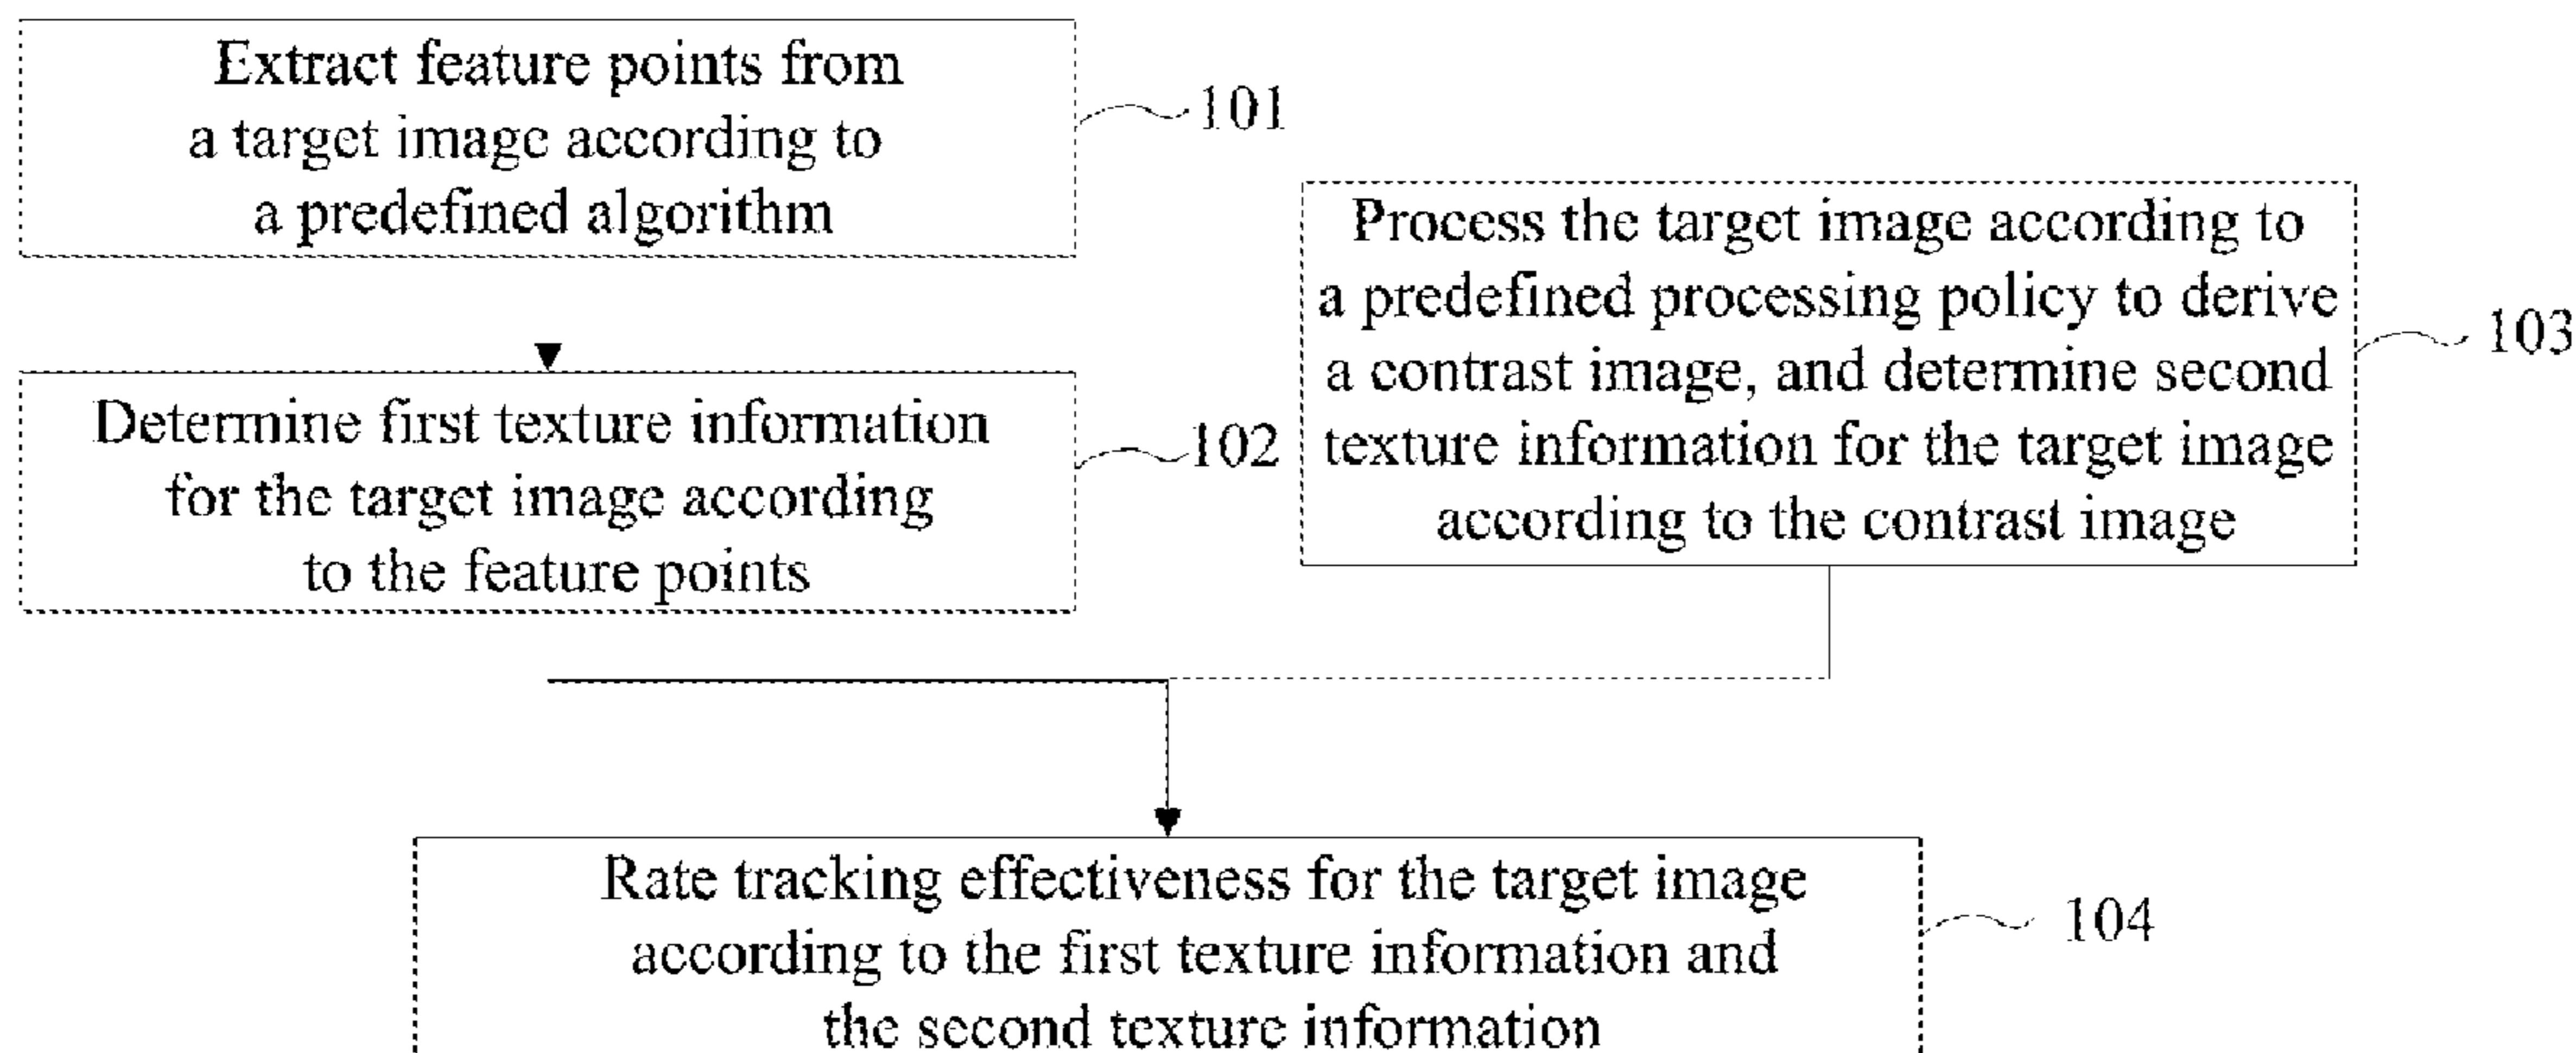 Extract feature points from
a target image according to
a predefined algorithm
101
Determine first texture information
for the target image according
to the feature points
102
Process the target image according to
a predefined processing policy to derive
a contrast image, and determine second
texture information for the target image
according to the contrast image
103
Rate tracking effectiveness for the target image
according to the first texture information and
the second texture information
104